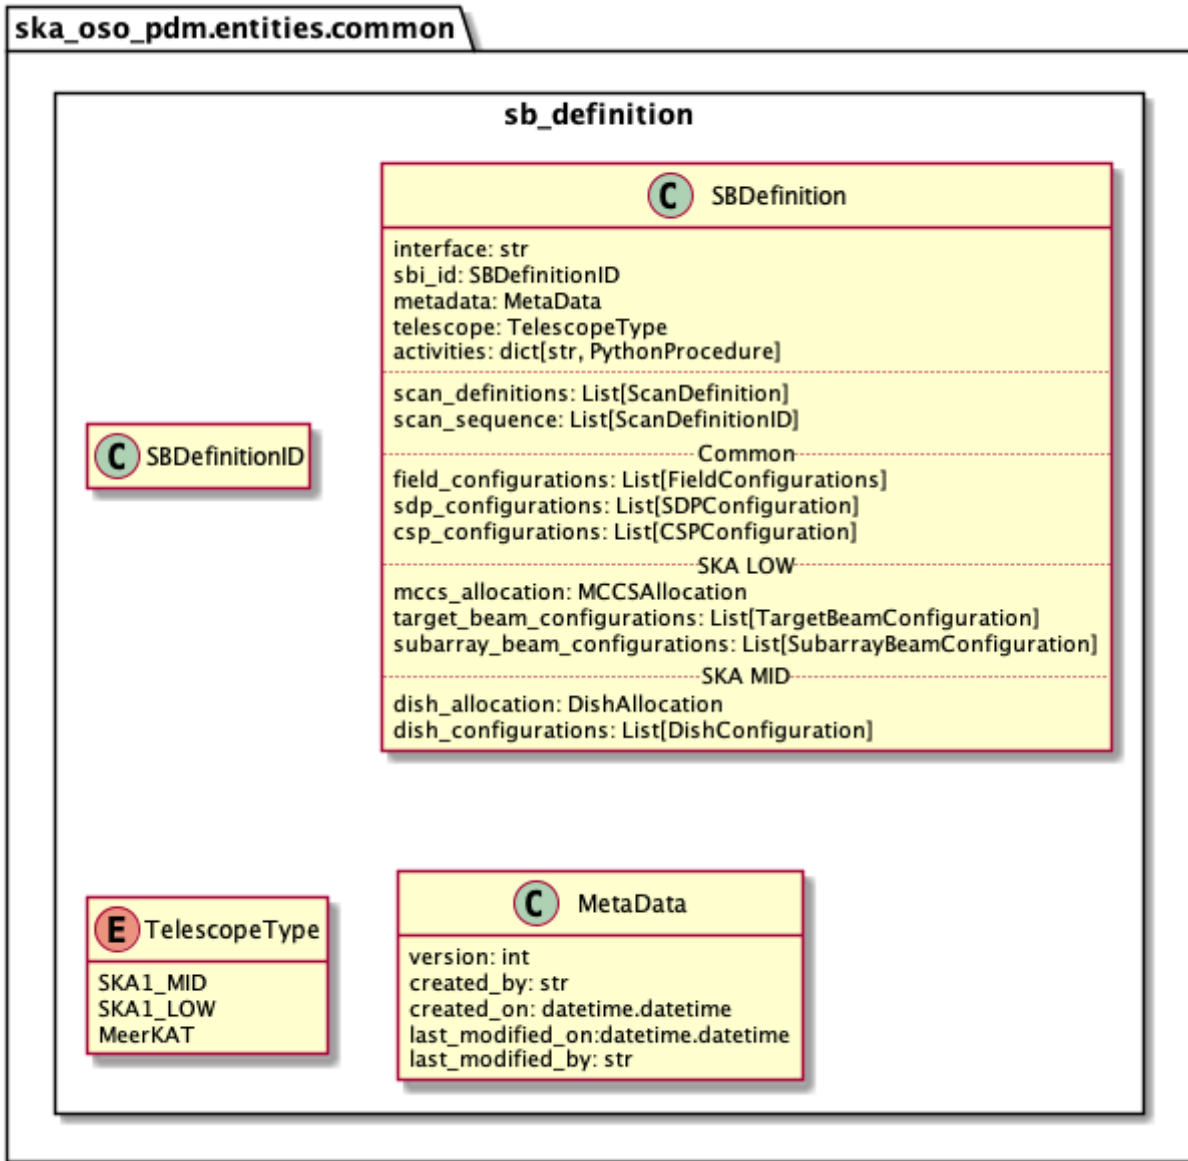 ska_oso_pdm.entities.common
sb_definition
C SBDefinition
interface: str
sbi_id: SBDefinitionID
metadata: MetaData
telescope: TelescopeType
activities: dict[str, PythonProcedure]
scan_definitions: List[ScanDefinition]
scan_sequence: List[ScanDefinitionID]
Common
field_configurations: List[FieldConfigurations]
sdp_configurations: List[SDPConfiguration]
csp_configurations: List[CSPConfiguration]
SKA LOW
mccs_allocation: MCCSAllocation
target_beam_configurations: List[TargetBeamConfiguration]
subarray_beam_configurations: List[SubarrayBeamConfiguration]
SKA MID
dish_allocation: DishAllocation
dish_configurations: List[DishConfiguration]
C SBDefinitionID
E TelescopeType
SKA1_MID
SKA1_LOW
MeerKAT
C MetaData
version: int
created_by: str
created_on: datetime.datetime
last_modified_on:datetime.datetime
last_modified_by: str